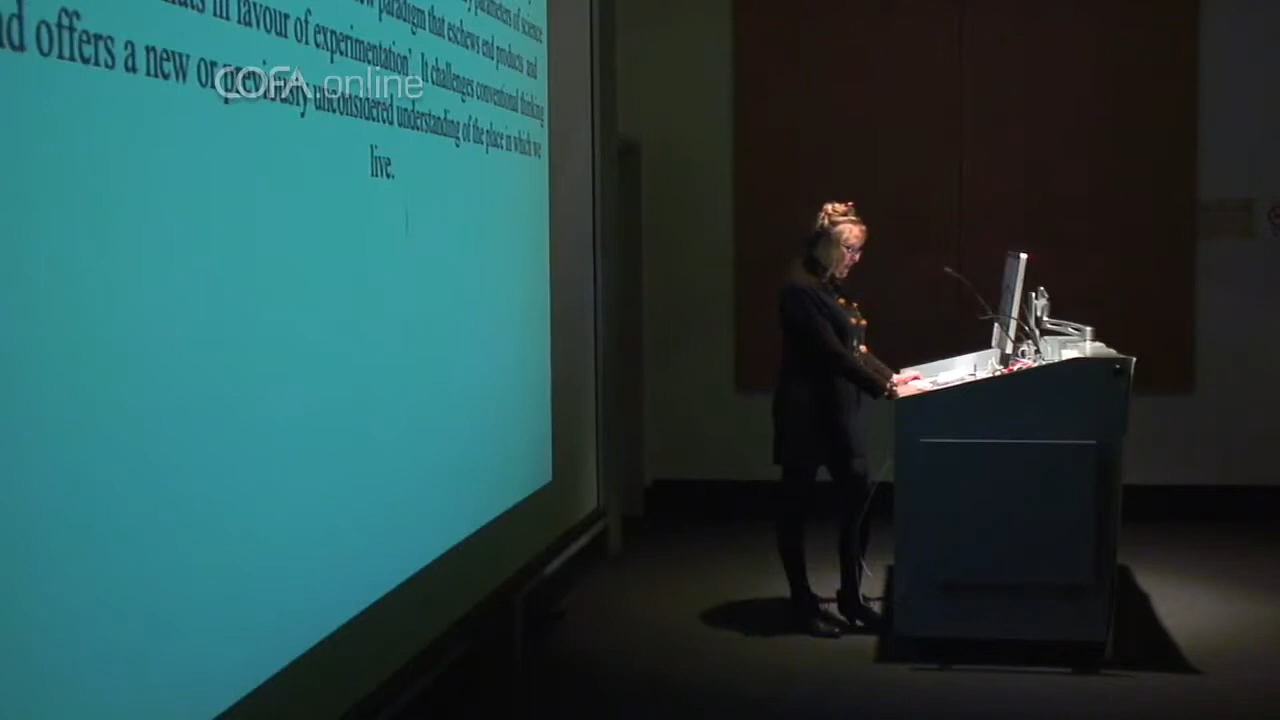 parameters of science
paradigm that eschews end products and
in favour of experimentation'. It challenges conventional thinking
offers a new or previously unconsidered understanding of the place in which we
live.
COFA online